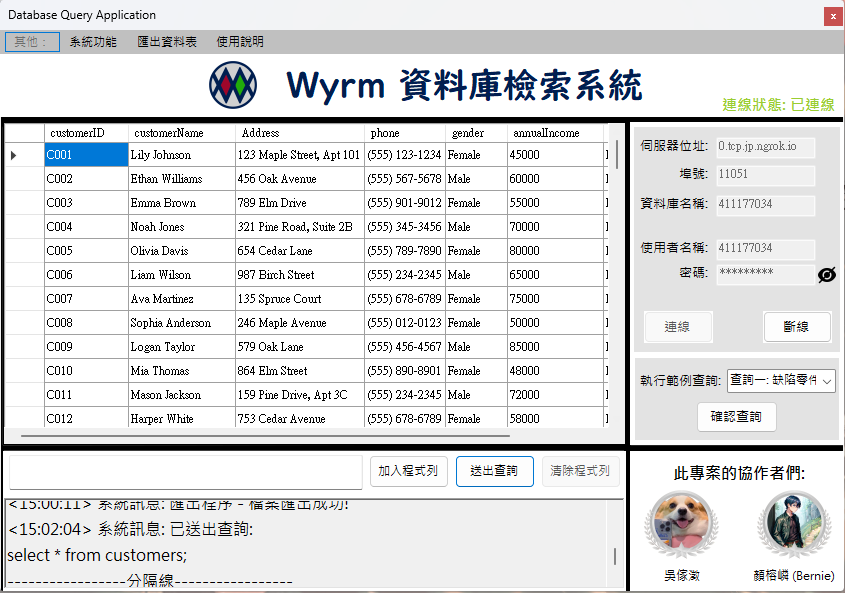 Database Query Application
x
其他： 系統功能 匯出資料表 使用說明
Wyrm 資料庫檢索系統
連線狀態: 已連線
customerID customerName Address phone gender annualIncome
C001 Lily Johnson 123 Maple Street, Apt 101 (555) 123-1234 Female 45000
C002 Ethan Williams 456 Oak Avenue (555) 567-5678 Male 60000
C003 Emma Brown 789 Elm Drive (555) 901-9012 Female 55000
C004 Noah Jones 321 Pine Road, Suite 2B (555) 345-3456 Male 70000
C005 Olivia Davis 654 Cedar Lane (555) 789-7890 Female 80000
C006 Liam Wilson 987 Birch Street (555) 234-2345 Male 65000
C007 Ava Martinez 135 Spruce Court (555) 678-6789 Female 75000
C008 Sophia Anderson 246 Maple Avenue (555) 012-0123 Female 50000
C009 Logan Taylor 579 Oak Lane (555) 456-4567 Male 85000
C010 Mia Thomas 864 Elm Street (555) 890-8901 Female 48000
C011 Mason Jackson 159 Pine Drive, Apt 3C (555) 234-2345 Male 72000
C012 Harper White 753 Cedar Avenue (555) 678-6789 Female 58000
伺服器位址: 0.tcp.jp.ngrok.io
埠號: 11051
資料庫名稱: 411177034
使用者名稱: 411177034
密碼: *********
連線 斷線
執行範例查詢: 查詢一: 缺陷零件
確認查詢
加入程式列 送出查詢 清除程式列
<15:00:11> 系統訊息: 匯出程序 - 檔案匯出成功!
<15:02:04> 系統訊息: 已送出查詢:
select * from customers;
-----------------分隔線-----------------
此專案的協作者們:
吳傢澂 顏榕嶙 (Bernie)